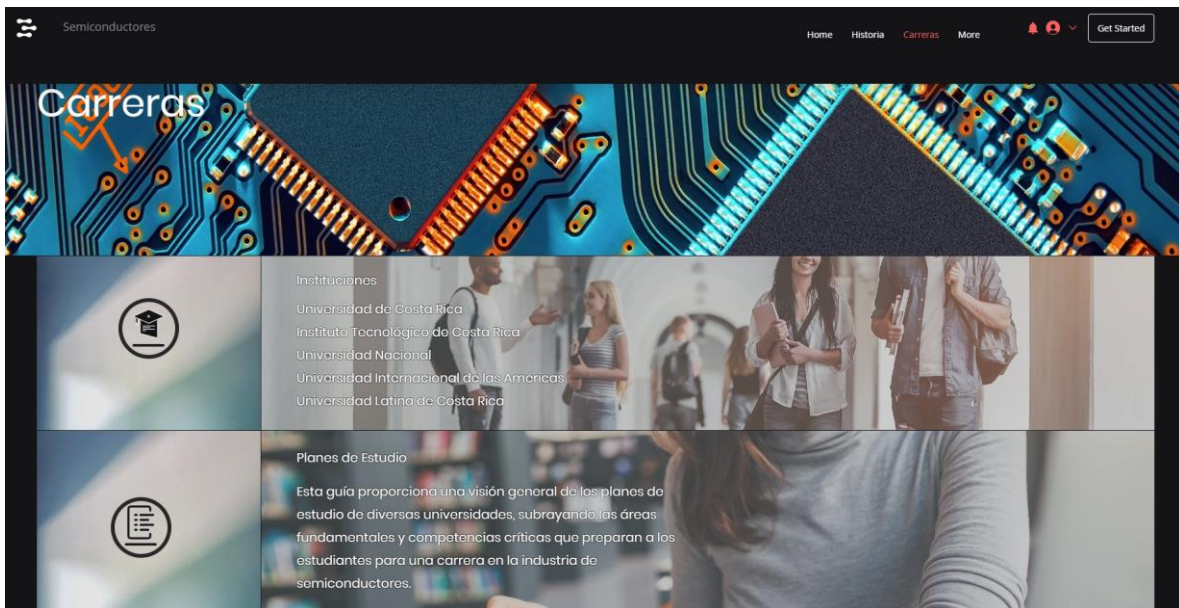 Semiconductores
Home Historia Carreras More Get Started
Carreras
Instituciones
Universidad de Costa Rica
Instituto Tecnológico de Costa Rica
Universidad Nacional
Universidad Internacional de las Américas
Universidad Latina de Costa Rica
Planes de Estudio
Esta guía proporciona una visión general de los planes de
estudio de diversas universidades, subrayando las áreas
fundamentales y competencias críticas que preparan a los
estudiantes para una carrera en la industria de
semiconductores.